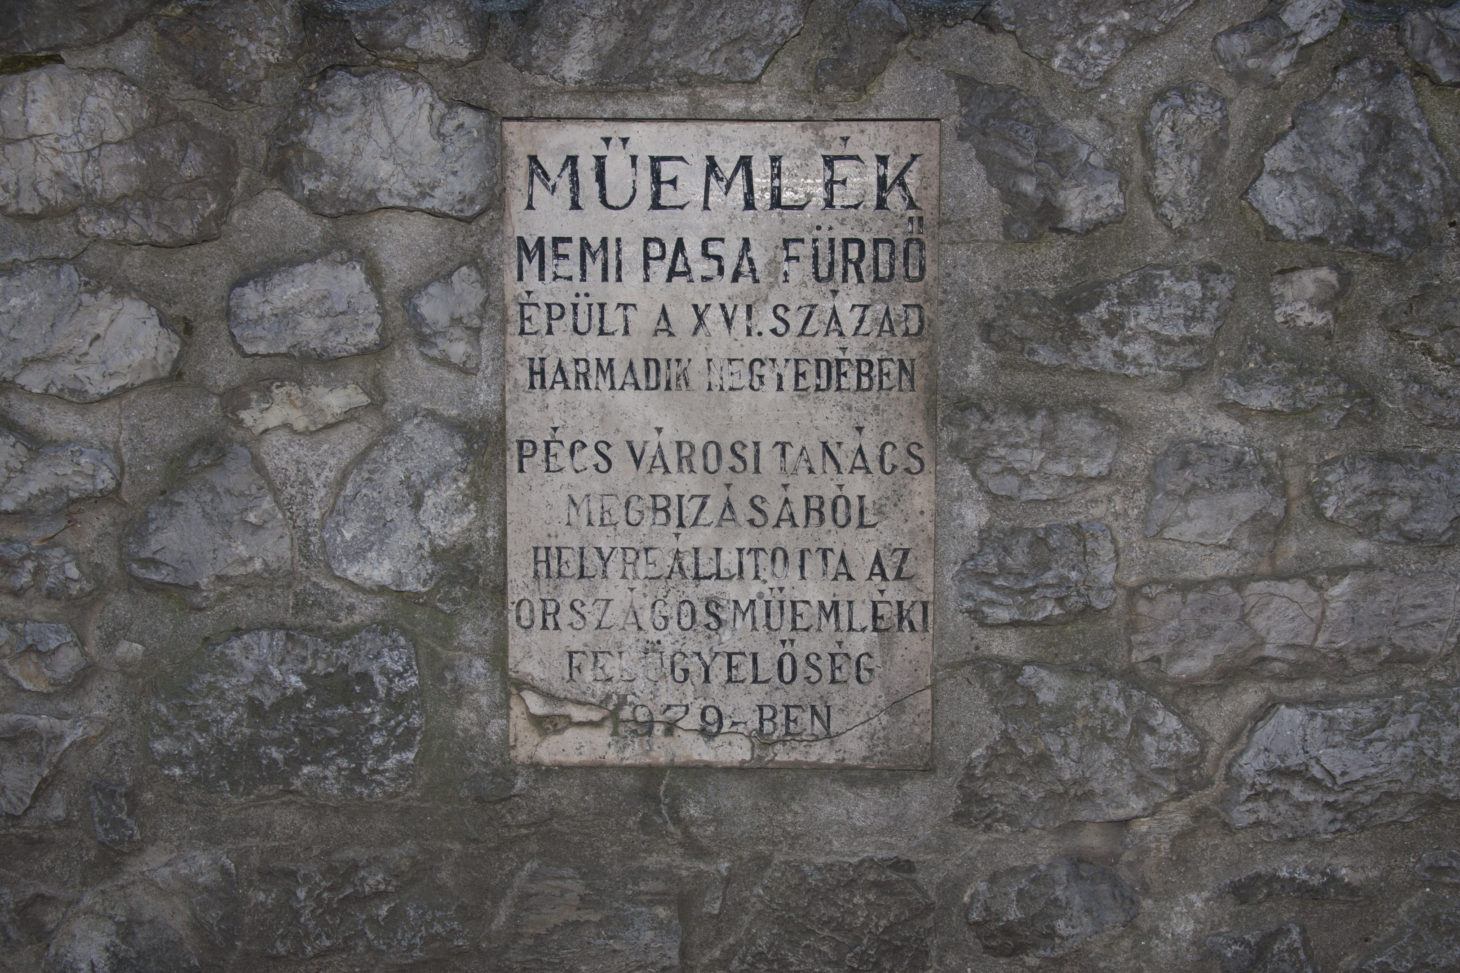 MŰEMLÉK
MEMI PASA FÜRDŐ
ÉPÜLT A XVI. SZÁZAD
HARMADIK NEGYEDÉBEN
PÉCS VÁROSI TANÁCS
MEGBIZÁSÁBÓL
HELYREÁLLITOTTA AZ
ORSZÁGOS MŰEMLÉKI
FELÜGYELŐSÉG
1979-BEN